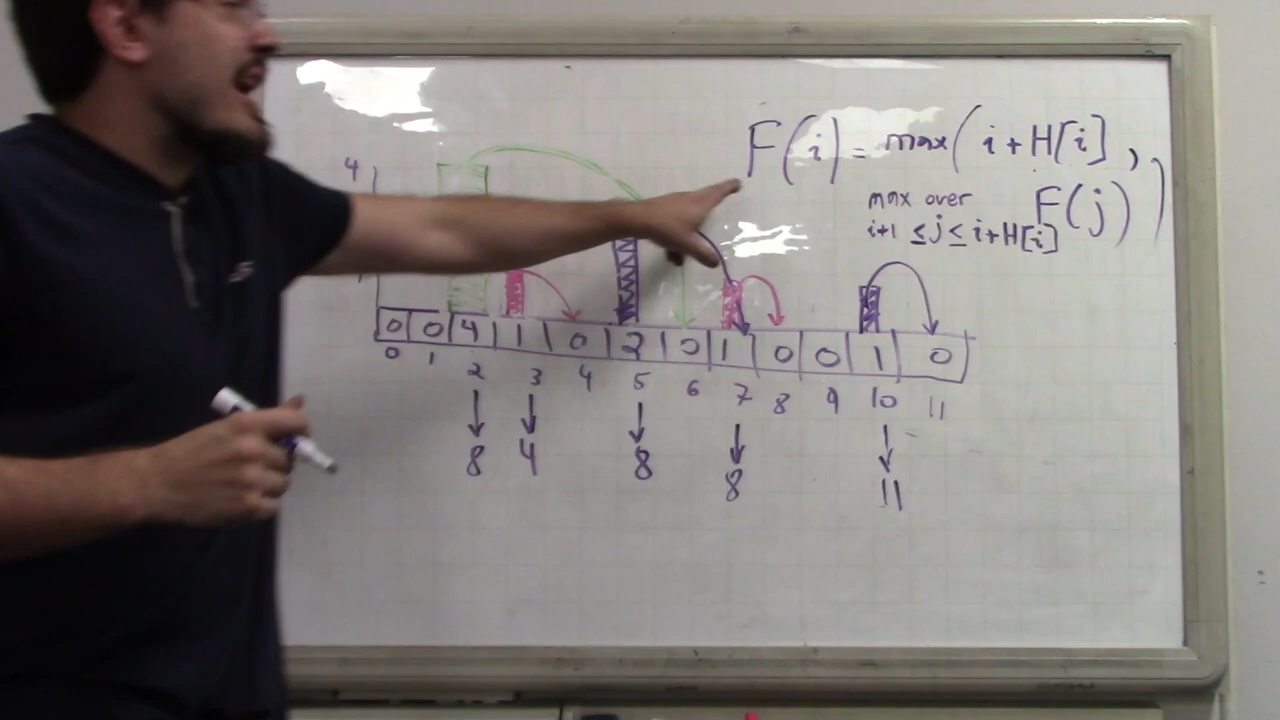 F(i) = max( i+H[i] ,
max over F(j) )
i+1 ≤ j ≤ i+H[i]
4
0 0 4 1 0 2 0 1 0 0 1 0
0 1 2 3 4 5 6 7 8 9 10 11
↓ ↓ ↓ ↓ ↓
8 4 8 8 11